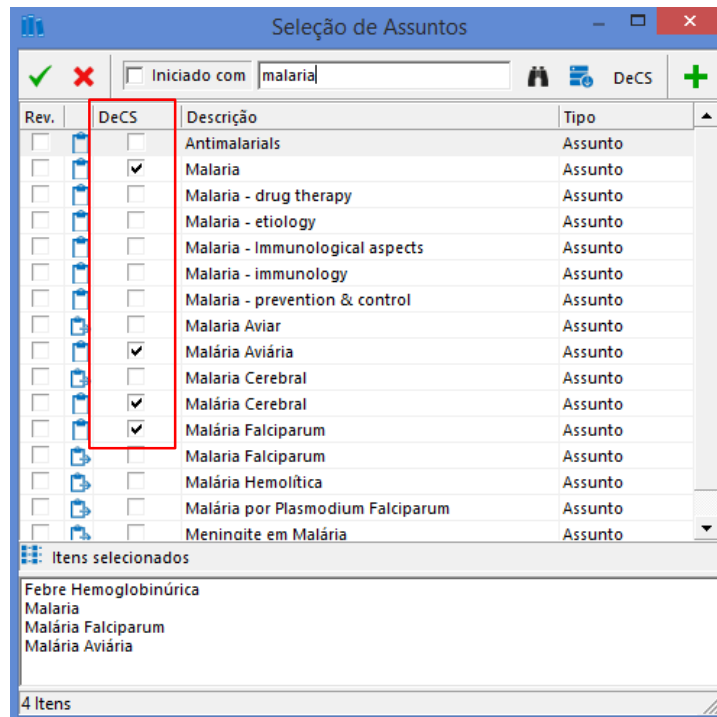 Seleção de Assuntos
Iniciado com malaria DeCS
Rev. DeCS Descrição Tipo
Antimalarials Assunto
Malaria Assunto
Malaria - drug therapy Assunto
Malaria - etiology Assunto
Malaria - Immunological aspects Assunto
Malaria - immunology Assunto
Malaria - prevention & control Assunto
Malaria Aviar Assunto
Malária Aviária Assunto
Malaria Cerebral Assunto
Malária Cerebral Assunto
Malária Falciparum Assunto
Malaria Falciparum Assunto
Malária Hemolítica Assunto
Malária por Plasmodium Falciparum Assunto
Meningite em Malária Assunto
Itens selecionados
Febre Hemoglobinúrica
Malaria
Malária Falciparum
Malária Aviária
4 Itens